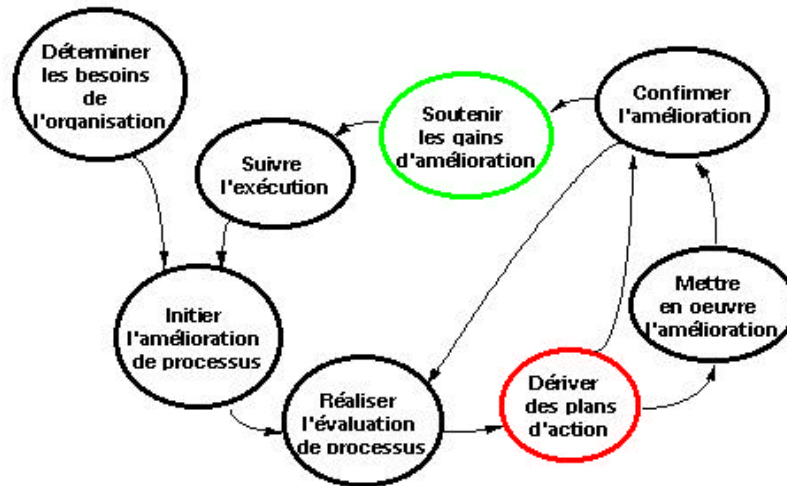 Déterminer
les besoins
de
l'organisation
Suivre
l'exécution
Soutenir
les gains
d'amélioration
Confirmer
l'amélioration
Initier
l'amélioration
de processus
Réaliser
l'évaluation
de processus
Dériver
des plans
d'action
Mettre
en oeuvre
l'amélioration